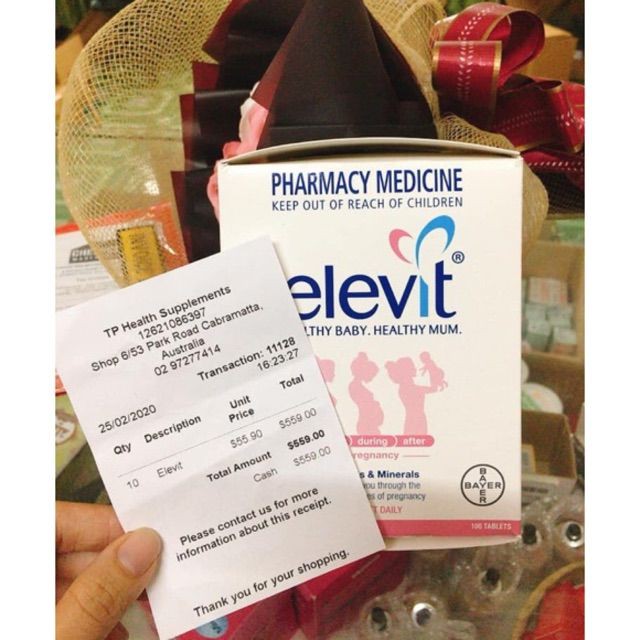 PHARMACY MEDICINE
KEEP OUT OF REACH OF CHILDREN
elevit®
LTHY BABY. HEALTHY MUM.
during after
regnancy
s & Minerals
ou through the
es of pregnancy
T DAILY
BAYER
BAYER
100 TABLETS
TP Health Supplements
12621086397
Shop 6/53 Park Road Cabramatta,
Australia
02 97277414
Transaction: 11128
25/02/2020 16:23:27
Qty Description Unit Price Total
10 Elevit $55.90 $559.00
Total Amount $559.00
Cash $559.00
Please contact us for more
information about this receipt.
Thank you for your shopping.